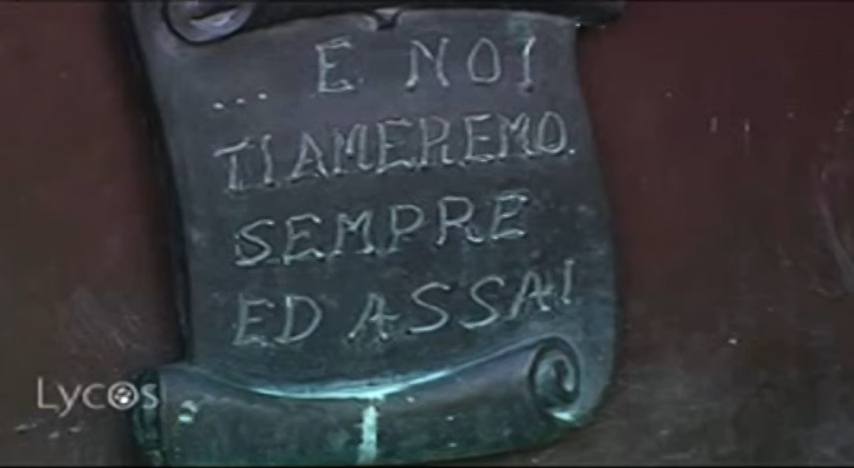 ... E NOI
TI AMEREMO
SEMPRE
ED ASSAI
Lycos